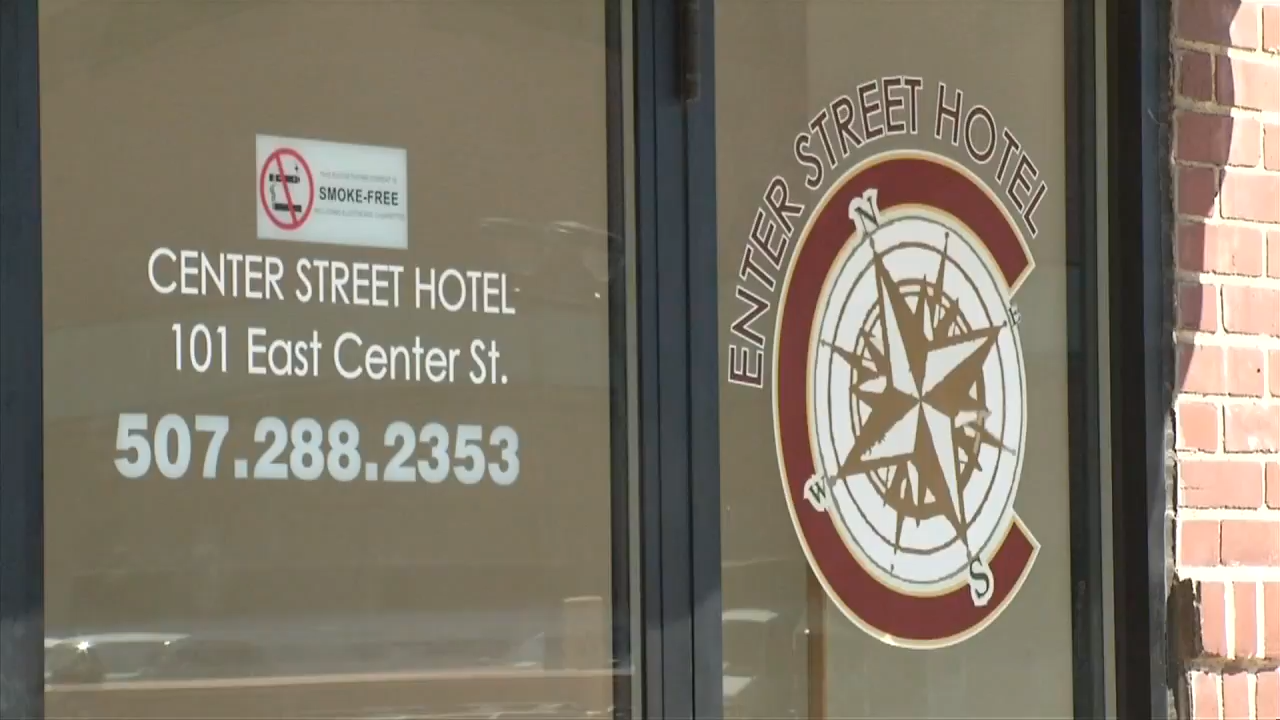 SMOKE-FREE
CENTER STREET HOTEL
101 East Center St.
507.288.2353
ENTER STREET HOTEL
N
E
W
S